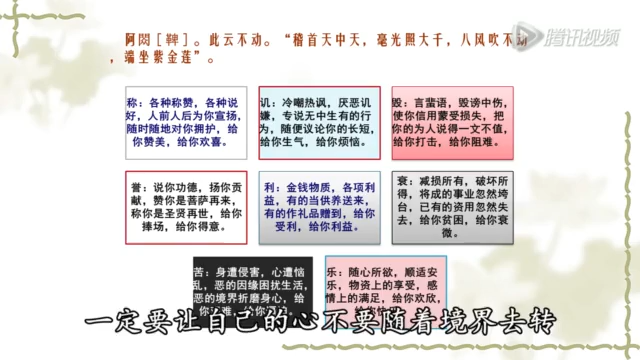 腾讯视频
阿閦［鞞］。此云不动。“稽首天中天，毫光照大千，八风吹不动
，端坐紫金莲”。
称：各种称赞，各种说
好，人前人后为你宣扬，
随时随地对你拥护，给
你赞美，给你欢喜。
讥：冷嘲热讽，厌恶讥
嫌，专说无中生有的行
为，随便议论你的长短，
给你生气，给你烦恼。
毁：言蜚语，毁谤中伤，
使你信用蒙受损失，把
你的为人说得一文不值，
给你打击，给你阻难。
誉：说你功德，扬你贡
献，赞你是菩萨再来，
称你是圣贤再世，给你
捧场，给你得意。
利：金钱物质，各项利
益，有的当供养送来，
有的作礼品赠到，给你
受利，给你利益。
衰：减损所有，破坏所
得，将成的事业忽然垮
台，已有的资用忽然失
去，给你贫困，给你衰
微。
苦：身遭侵害，心遭恼
乱，恶的因缘困扰生活，
恶的境界折磨身心，给
乐：随心所欲，顺适安
乐，物资上的享受，感
情上的满足，给你欢欣，
一定要让自己的心不要随着境界去转